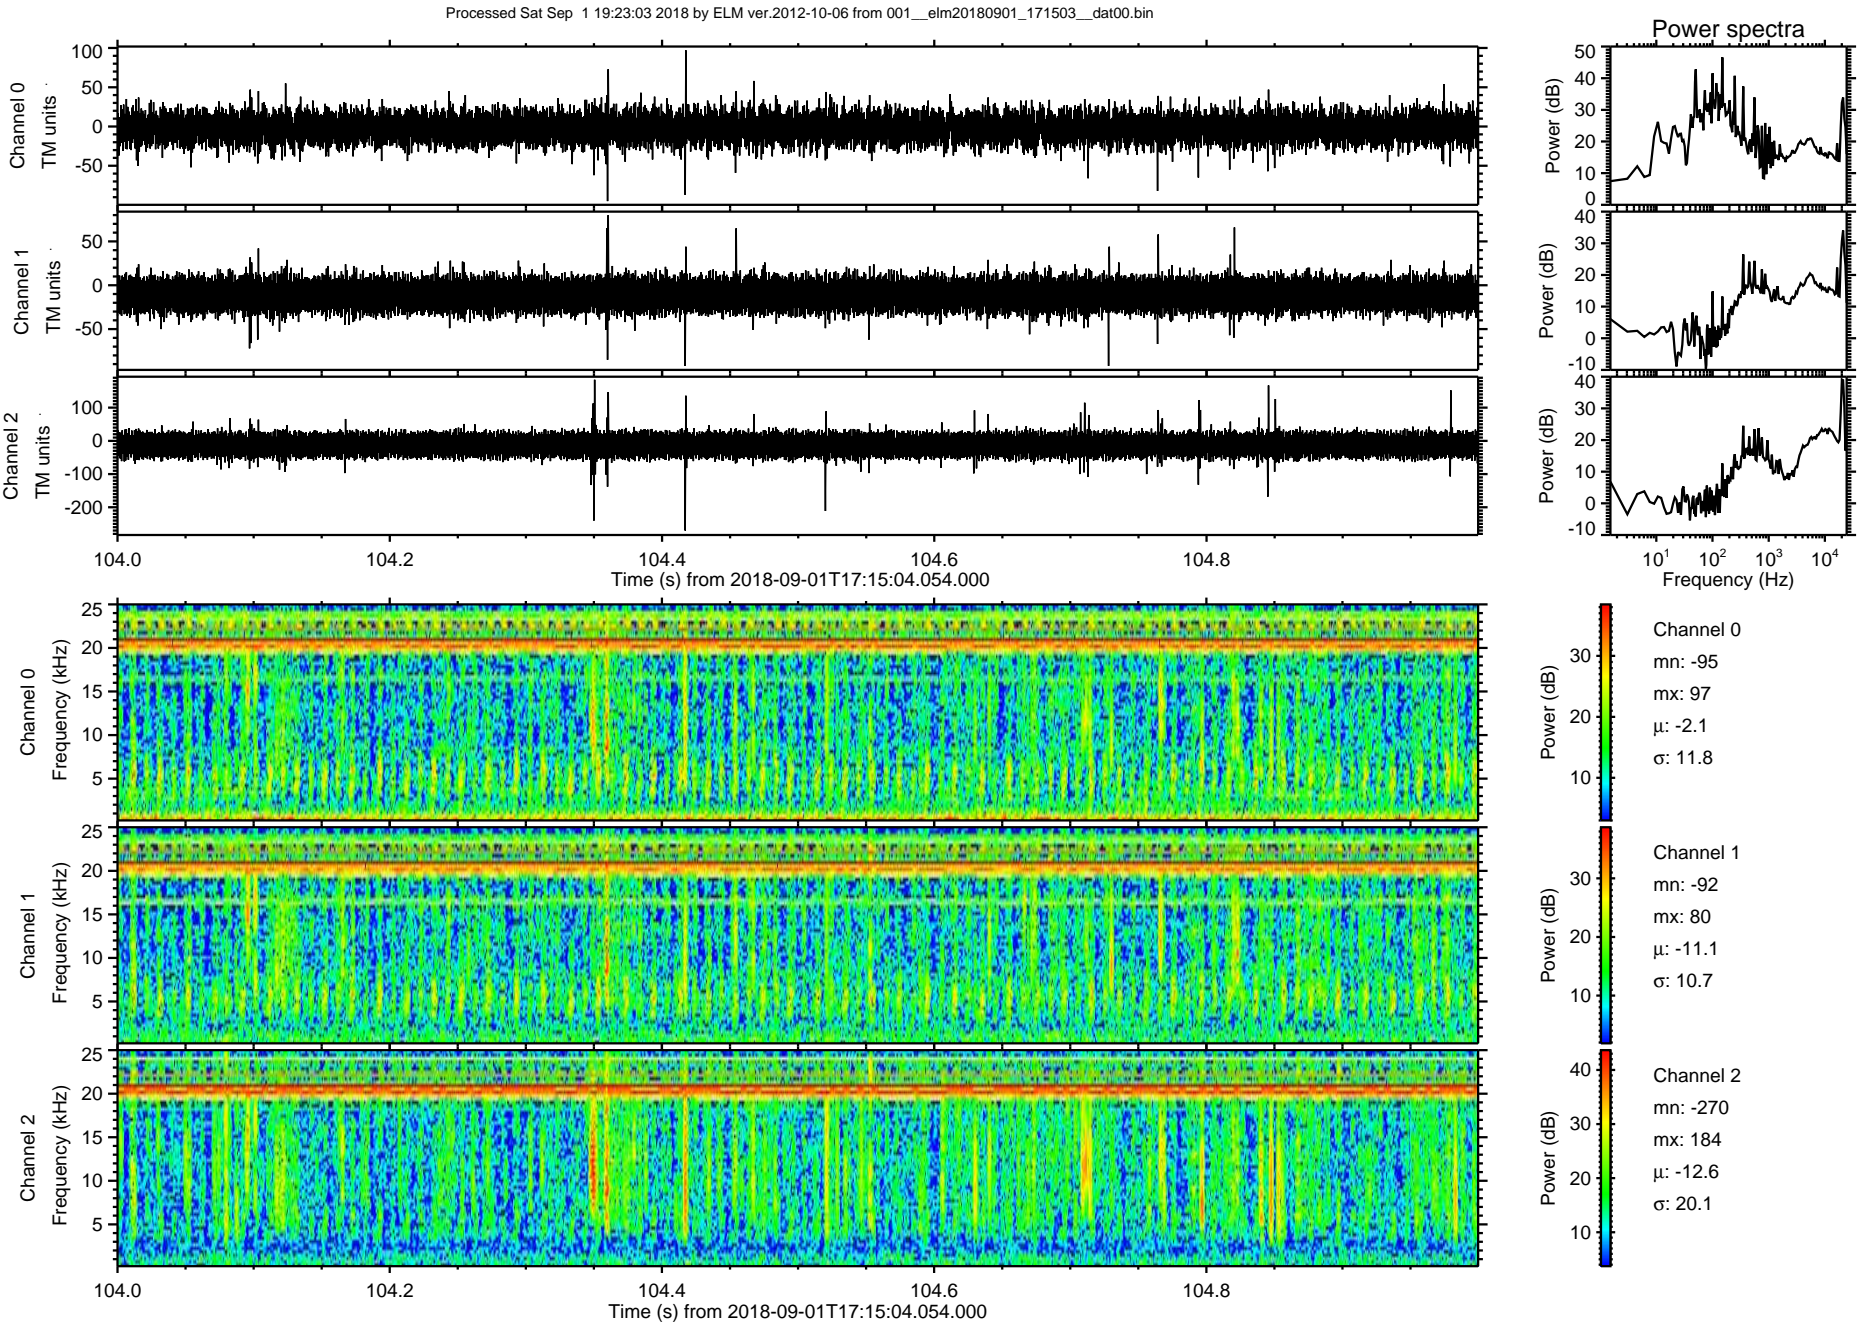 Processed Sat Sep 1 19:23:03 2018 by ELM ver.2012-10-06 from 001__elm20180901_171503__dat00.bin
Power spectra
Channel 0
TM units
100
50
0
-50
Power (dB)
50
40
30
20
10
0
Channel 1
TM units
50
0
-50
Power (dB)
40
30
20
10
0
-10
Channel 2
TM units
100
0
-100
-200
Power (dB)
40
30
20
10
0
-10
104.0 104.2 104.4 104.6 104.8
Time (s) from 2018-09-01T17:15:04.054.000
10^1 10^2 10^3 10^4
Frequency (Hz)
Channel 0
Frequency (kHz)
25
20
15
10
5
Power (dB)
30
20
10
Channel 0
mn: -95
mx: 97
μ: -2.1
σ: 11.8
Channel 1
Frequency (kHz)
25
20
15
10
5
Power (dB)
30
20
10
Channel 1
mn: -92
mx: 80
μ: -11.1
σ: 10.7
Channel 2
Frequency (kHz)
25
20
15
10
5
Power (dB)
40
30
20
10
Channel 2
mn: -270
mx: 184
μ: -12.6
σ: 20.1
104.0 104.2 104.4 104.6 104.8
Time (s) from 2018-09-01T17:15:04.054.000